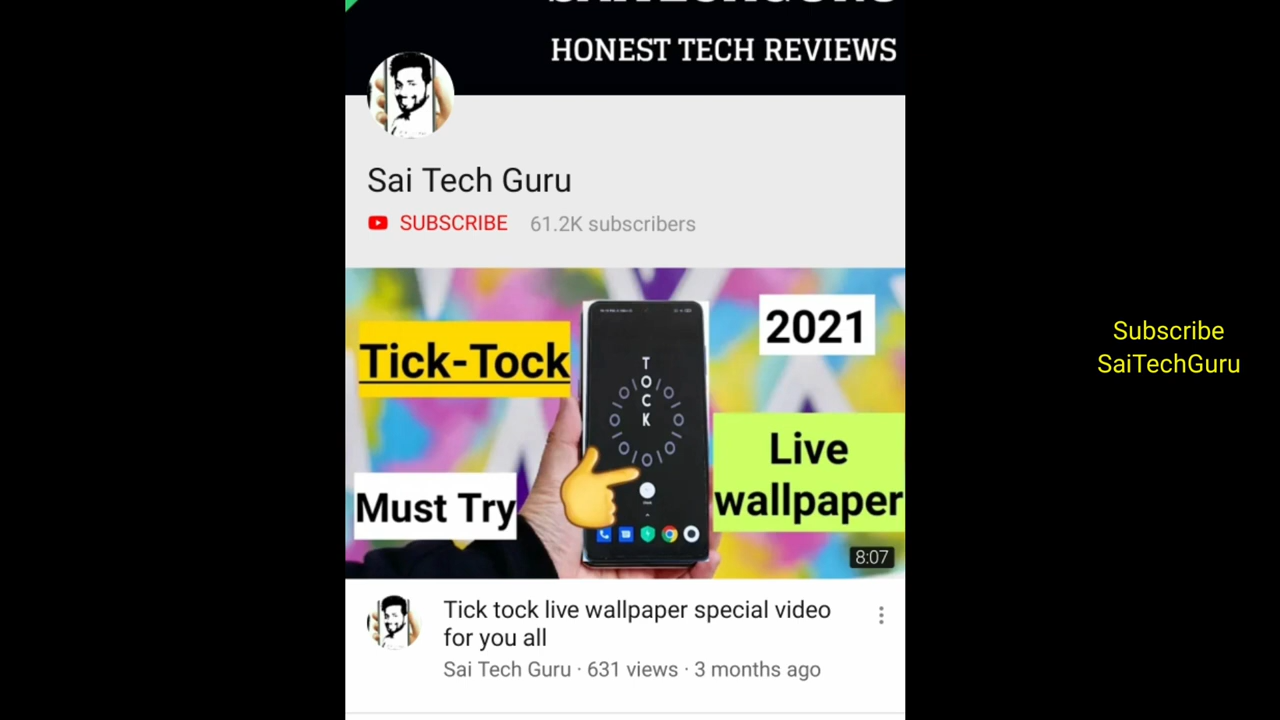 HONEST TECH REVIEWS
Sai Tech Guru
SUBSCRIBE 61.2K subscribers
Tick-Tock
2021
TOCK
Must Try
Live
wallpaper
8:07
Tick tock live wallpaper special video
for you all
Sai Tech Guru · 631 views · 3 months ago
Subscribe
SaiTechGuru